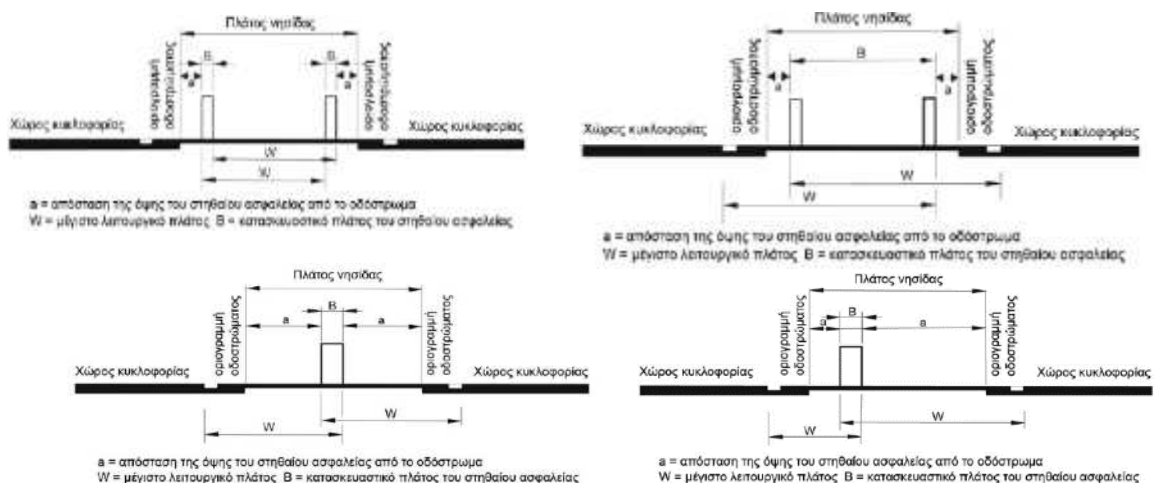 Πλάτος νησίδας
B
B
a
a
οριογραμμή
οδοστρώματος
οριογραμμή
οδοστρώματος
Χώρος κυκλοφορίας
Χώρος κυκλοφορίας
W
W
a = απόσταση της όψης του στηθαίου ασφαλείας από το οδόστρωμα
W = μέγιστο λειτουργικό πλάτος B = κατασκευαστικό πλάτος του στηθαίου ασφαλείας
Πλάτος νησίδας
B
a
a
οριογραμμή
οδοστρώματος
οριογραμμή
οδοστρώματος
Χώρος κυκλοφορίας
Χώρος κυκλοφορίας
W
W
a = απόσταση της όψης του στηθαίου ασφαλείας από το οδόστρωμα
W = μέγιστο λειτουργικό πλάτος B = κατασκευαστικό πλάτος του στηθαίου ασφαλείας
Πλάτος νησίδας
B
a
a
οριογραμμή
οδοστρώματος
οριογραμμή
οδοστρώματος
Χώρος κυκλοφορίας
Χώρος κυκλοφορίας
W
W
a = απόσταση της όψης του στηθαίου ασφαλείας από το οδόστρωμα
W = μέγιστο λειτουργικό πλάτος B = κατασκευαστικό πλάτος του στηθαίου ασφαλείας
Πλάτος νησίδας
B
a
a
οριογραμμή
οδοστρώματος
οριογραμμή
οδοστρώματος
Χώρος κυκλοφορίας
Χώρος κυκλοφορίας
W
W
a = απόσταση της όψης του στηθαίου ασφαλείας από το οδόστρωμα
W = μέγιστο λειτουργικό πλάτος B = κατασκευαστικό πλάτος του στηθαίου ασφαλείας